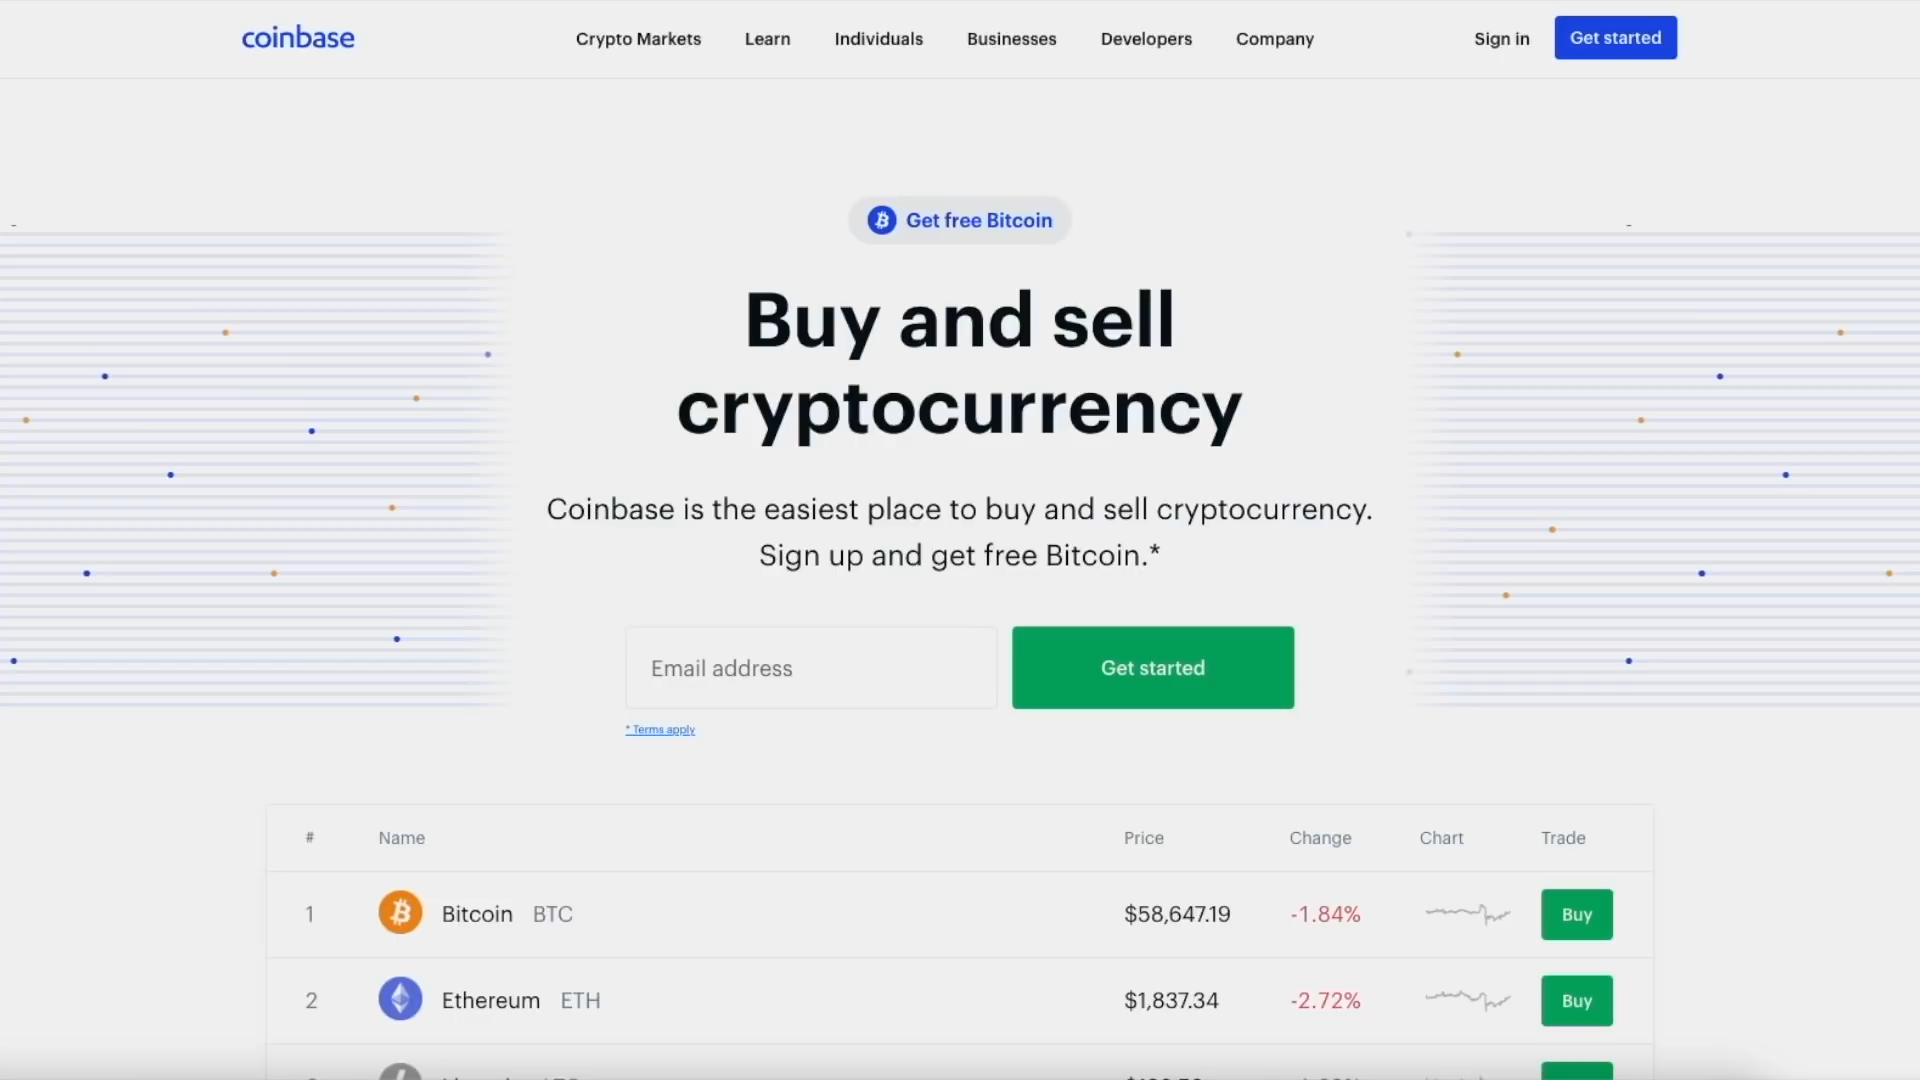 coinbase
Crypto Markets
Learn
Individuals
Businesses
Developers
Company
Sign in
Get started
Get free Bitcoin
Buy and sell
cryptocurrency
Coinbase is the easiest place to buy and sell cryptocurrency.
Sign up and get free Bitcoin.*
Email address
Get started
* Terms apply
# Name Price Change Chart Trade
1 Bitcoin BTC $58,647.19 -1.84% Buy
2 Ethereum ETH $1,837.34 -2.72% Buy